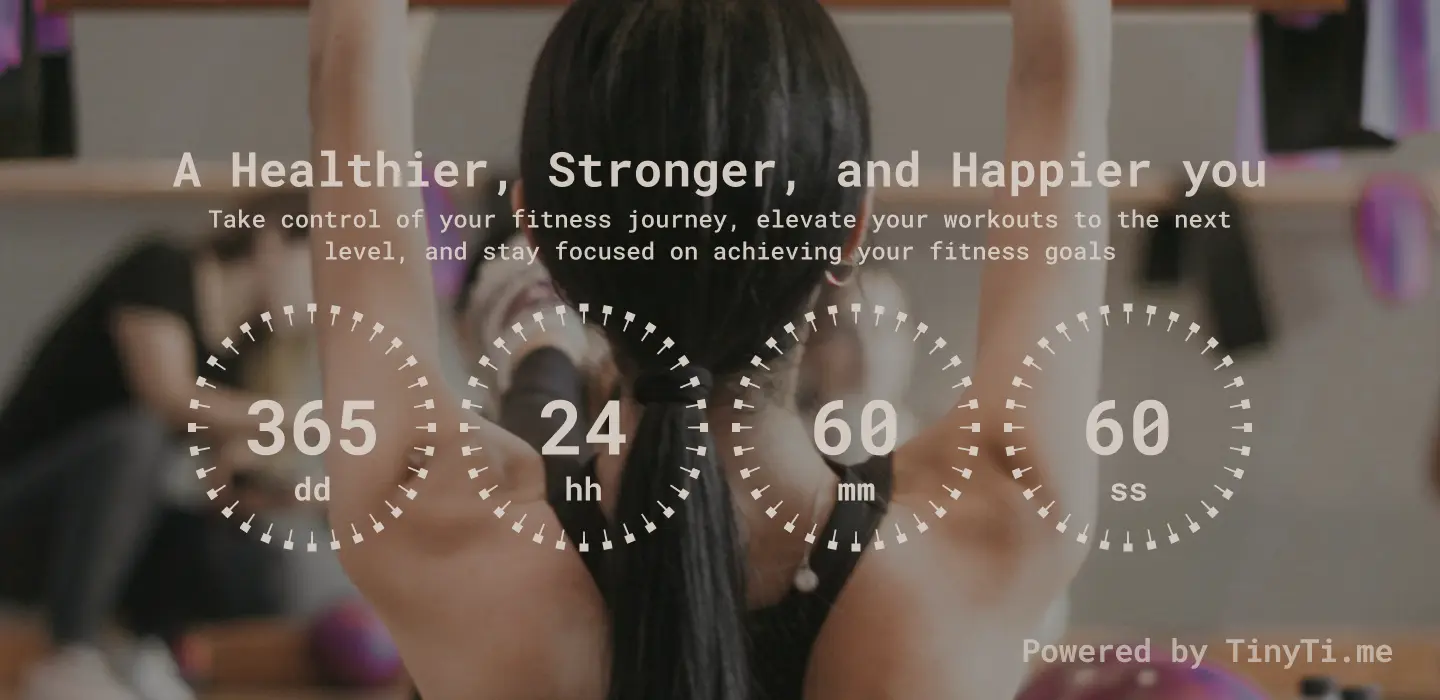 A Healthier, Stronger, and Happier you
Take control of your fitness journey, elevate your workouts to the next
level, and stay focused on achieving your fitness goals
365 24 60 60
dd hh mm ss
Powered by TinyTi.me